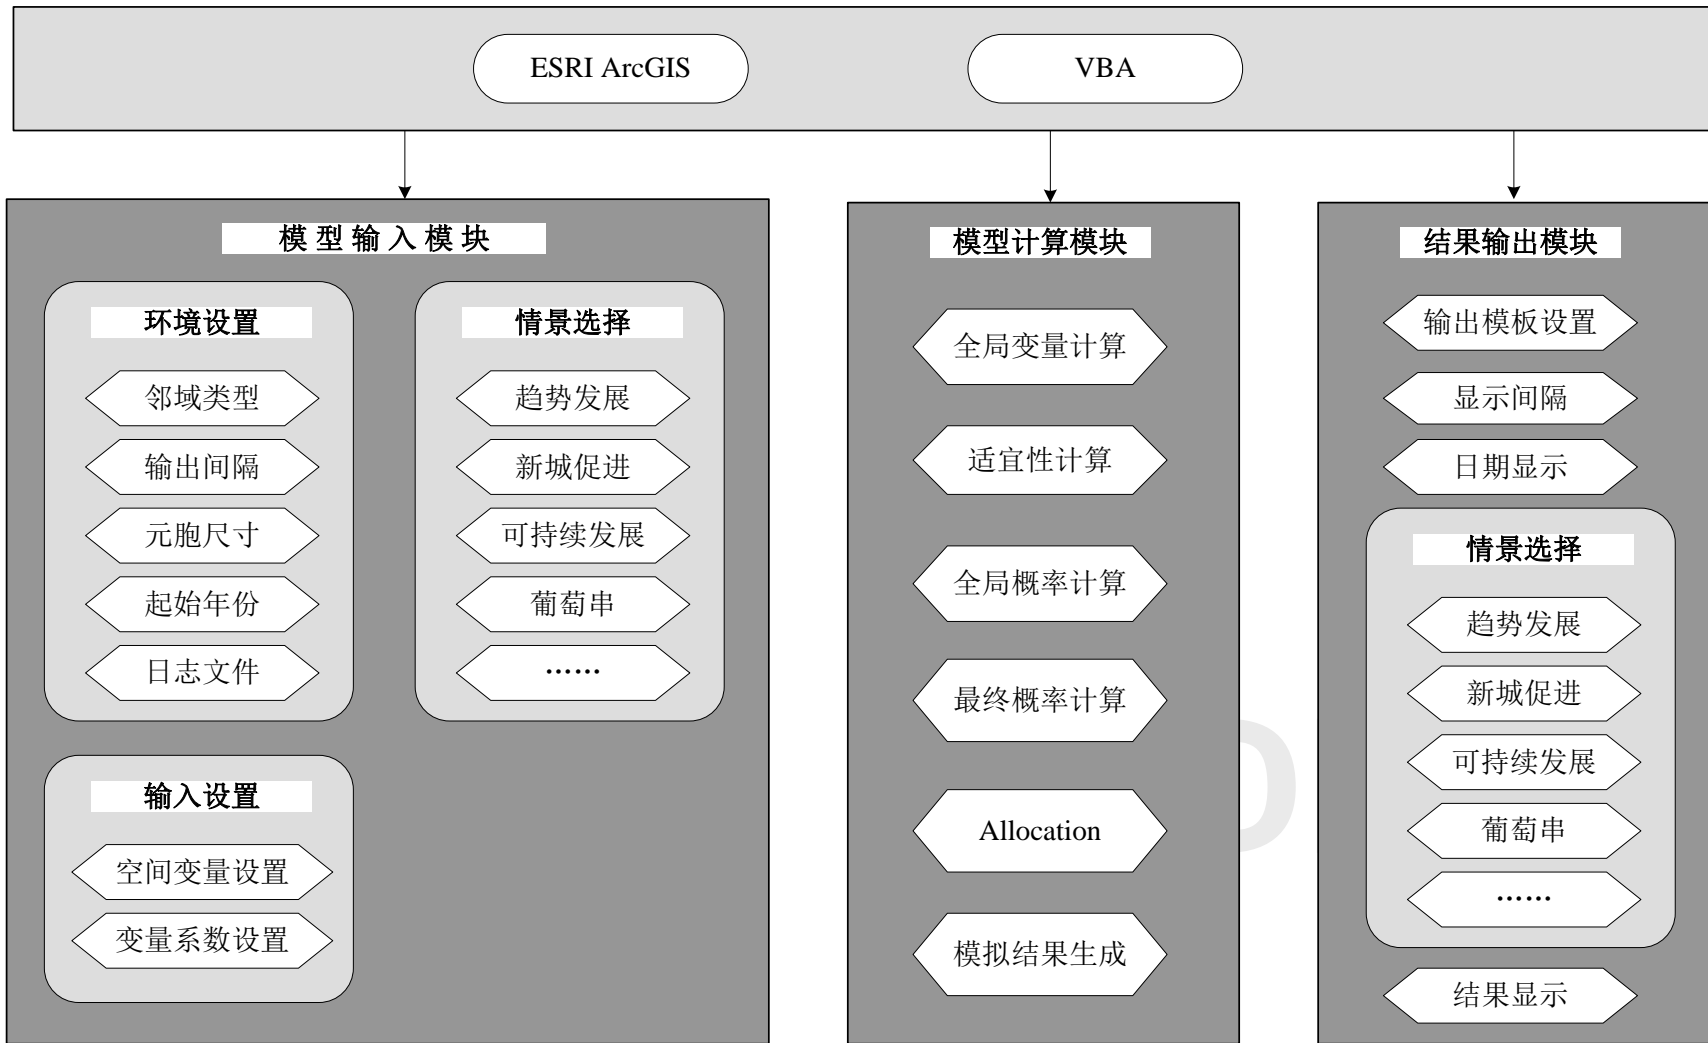 ESRI ArcGIS
VBA
模型输入模块
环境设置
邻域类型
输出间隔
元胞尺寸
起始年份
日志文件
情景选择
趋势发展
新城促进
可持续发展
葡萄串
……
输入设置
空间变量设置
变量系数设置
模型计算模块
全局变量计算
适宜性计算
全局概率计算
最终概率计算
Allocation
模拟结果生成
结果输出模块
输出模板设置
显示间隔
日期显示
情景选择
趋势发展
新城促进
可持续发展
葡萄串
……
结果显示